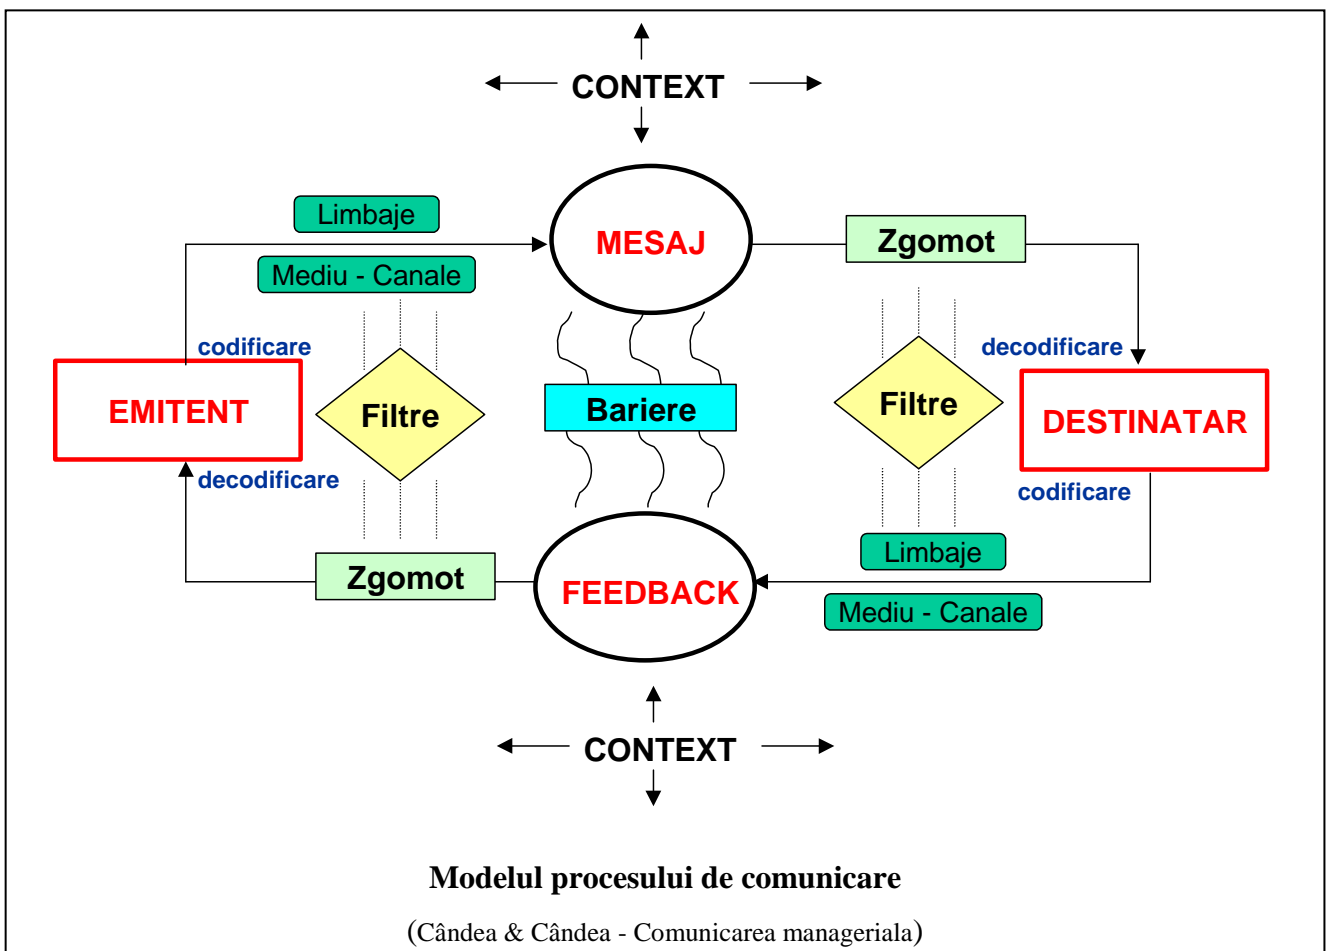 CONTEXT
Limbaje
MESAJ
Zgomot
Mediu - Canale
codificare
decodificare
EMITENT
Filtre
Bariere
Filtre
DESTINATAR
decodificare
codificare
Limbaje
Zgomot
FEEDBACK
Mediu - Canale
CONTEXT
Modelul procesului de comunicare
(Cândea & Cândea - Comunicarea manageriala)